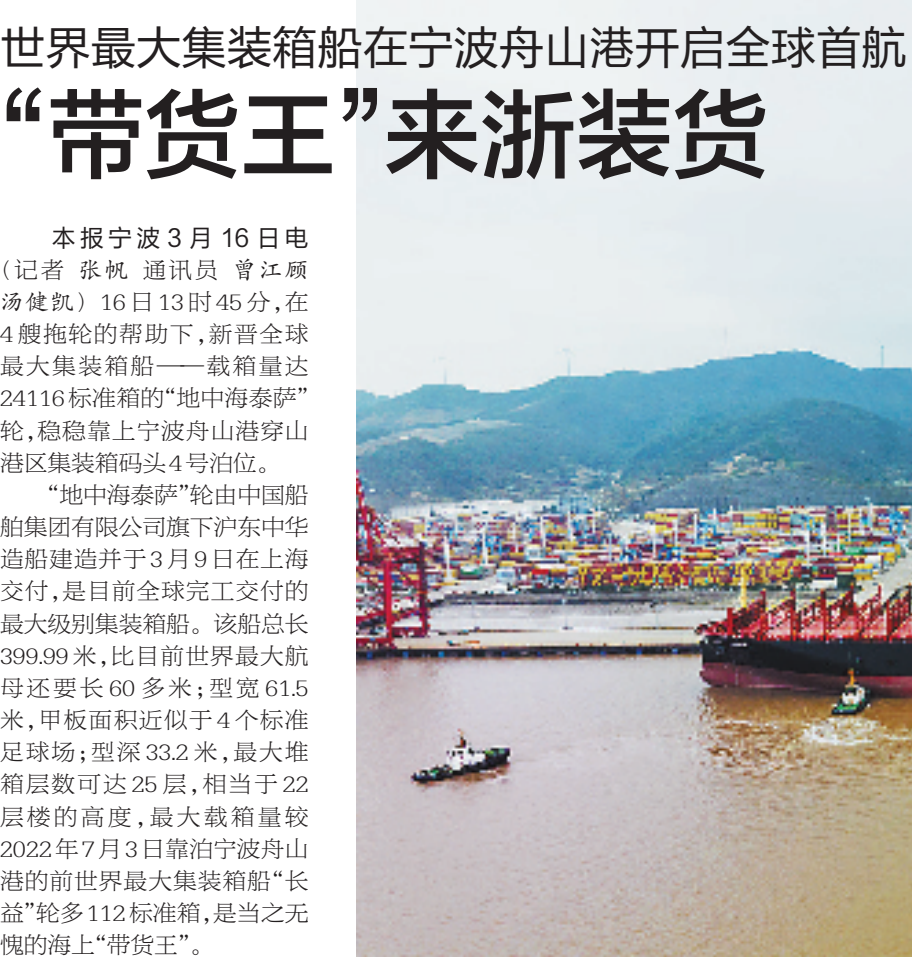 世界最大集装箱船在宁波舟山港开启全球首航
“带货王”来浙装货
本报宁波3月16日电
（记者 张帆 通讯员 曾江顾
汤健凯）16日13时45分，在
4艘拖轮的帮助下，新晋全球
最大集装箱船——载箱量达
24116标准箱的“地中海泰萨”
轮，稳稳靠上宁波舟山港穿山
港区集装箱码头4号泊位。
“地中海泰萨”轮由中国船
舶集团有限公司旗下沪东中华
造船建造并于3月9日在上海
交付，是目前全球完工交付的
最大级别集装箱船。该船总长
399.99米，比目前世界最大航
母还要长60多米；型宽61.5
米，甲板面积近似于4个标准
足球场；型深33.2米，最大堆
箱层数可达25层，相当于22
层楼的高度，最大载箱量较
2022年7月3日靠泊宁波舟山
港的前世界最大集装箱船“长
益”轮多112标准箱，是当之无
愧的海上“带货王”。